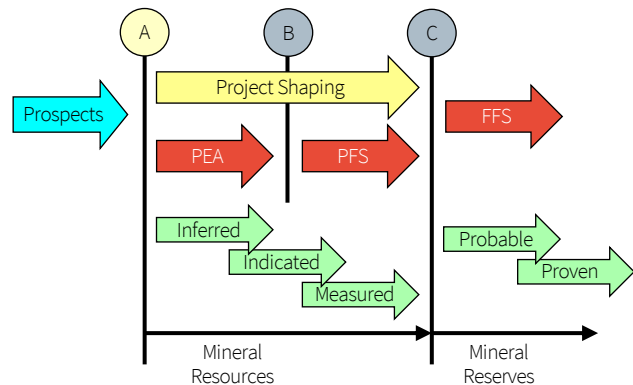 A
B
C
Project Shaping
Prospects
FFS
PEA
PFS
Inferred
Probable
Indicated
Proven
Measured
Mineral
Resources
Mineral
Reserves